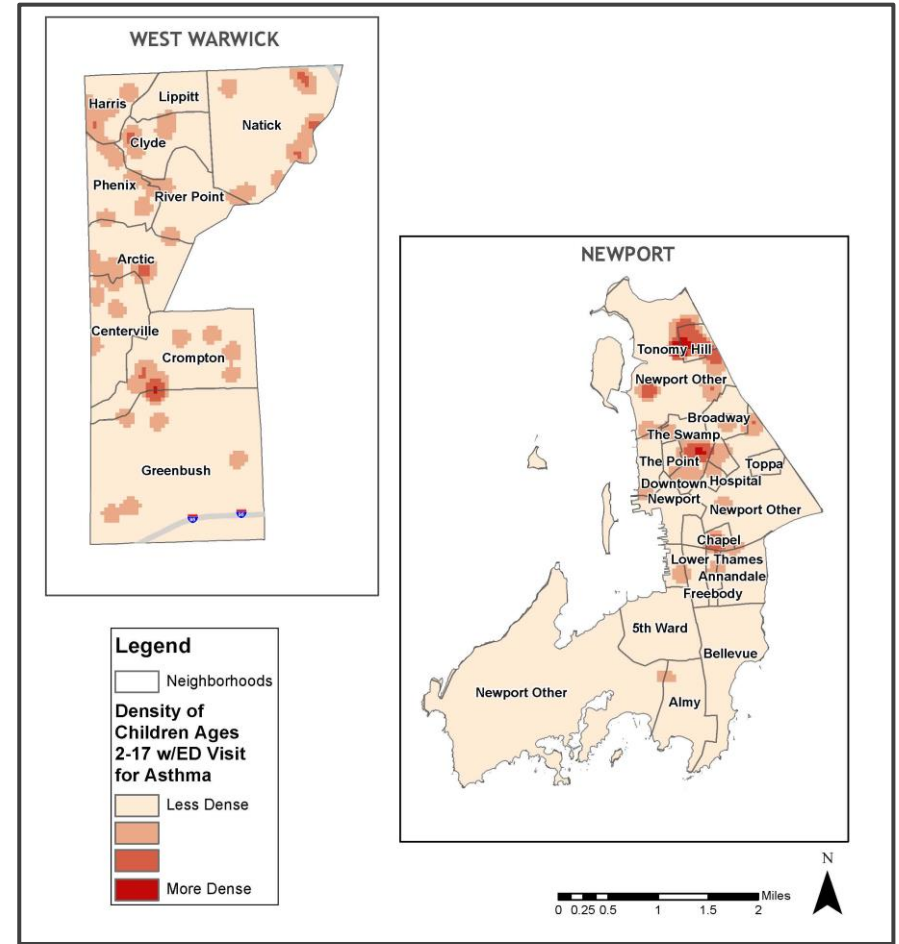 WEST WARWICK
Harris
Lippitt
Natick
Clyde
Phenix
River Point
Arctic
Centerville
Crompton
Greenbush
NEWPORT
Tonomy Hill
Newport Other
Broadway
The Swamp
The Point
Toppa
Downtown
Hospital
Newport
Newport Other
Chapel
Lower Thames
Annandale
Freebody
5th Ward
Bellevue
Newport Other
Almy
Legend
Neighborhoods
Density of
Children Ages
2-17 w/ED Visit
for Asthma
Less Dense
More Dense
N
Miles
0 0.25 0.5 1 1.5 2